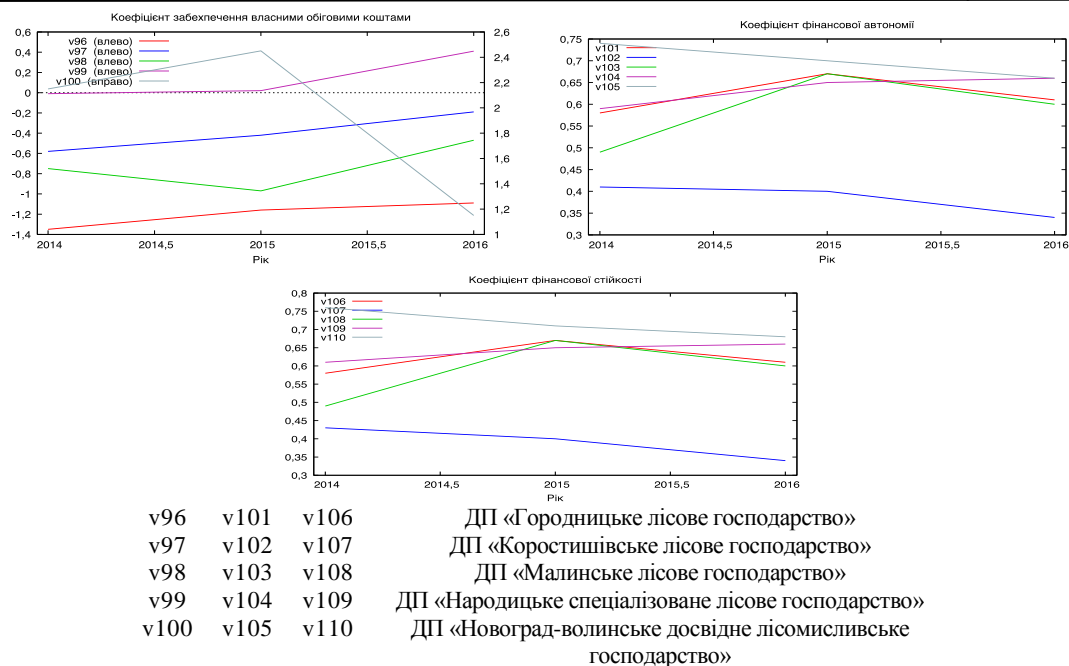 Коефіцієнт забехпечення власними обіговими коштами
0,6
0,4
0,2
0
-0,2
-0,4
-0,6
-0,8
-1
-1,2
-1,4
v96 (влево)
v97 (влево)
v98 (влево)
v99 (влево)
v100 (вправо)
2,6
2,4
2,2
2
1,8
1,6
1,4
1,2
1
2014 2014,5 2015 2015,5 2016
Рік
Коефіцієнт фінансової автономії
0,75
0,7
0,65
0,6
0,55
0,5
0,45
0,4
0,35
0,3
v101
v102
v103
v104
v105
2014 2014,5 2015 2015,5 2016
Рік
Коефіцієнт фінансової стійкості
0,8
0,75
0,7
0,65
0,6
0,55
0,5
0,45
0,4
0,35
0,3
v106
v107
v108
v109
v110
2014 2014,5 2015 2015,5 2016
Рік
v96 v101 v106 ДП «Городницьке лісове господарство»
v97 v102 v107 ДП «Коростишівське лісове господарство»
v98 v103 v108 ДП «Малинське лісове господарство»
v99 v104 v109 ДП «Народицьке спеціалізоване лісове господарство»
v100 v105 v110 ДП «Новоград-волинське досвідне лісомисливське
господарство»